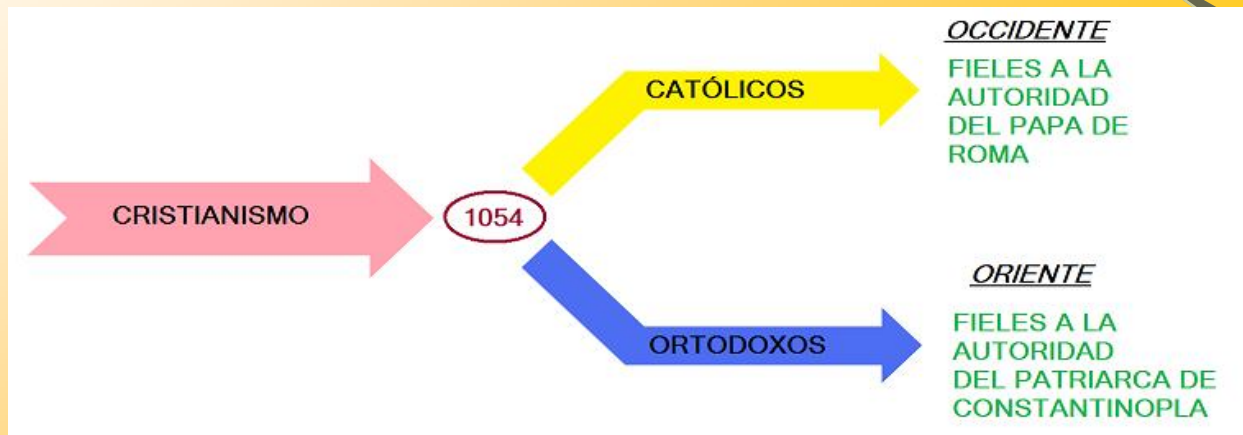 CRISTIANISMO
1054
CATÓLICOS
OCCIDENTE
FIELES A LA
AUTORIDAD
DEL PAPA DE
ROMA
ORTODOXOS
ORIENTE
FIELES A LA
AUTORIDAD
DEL PATRIARCA DE
CONSTANTINOPLA